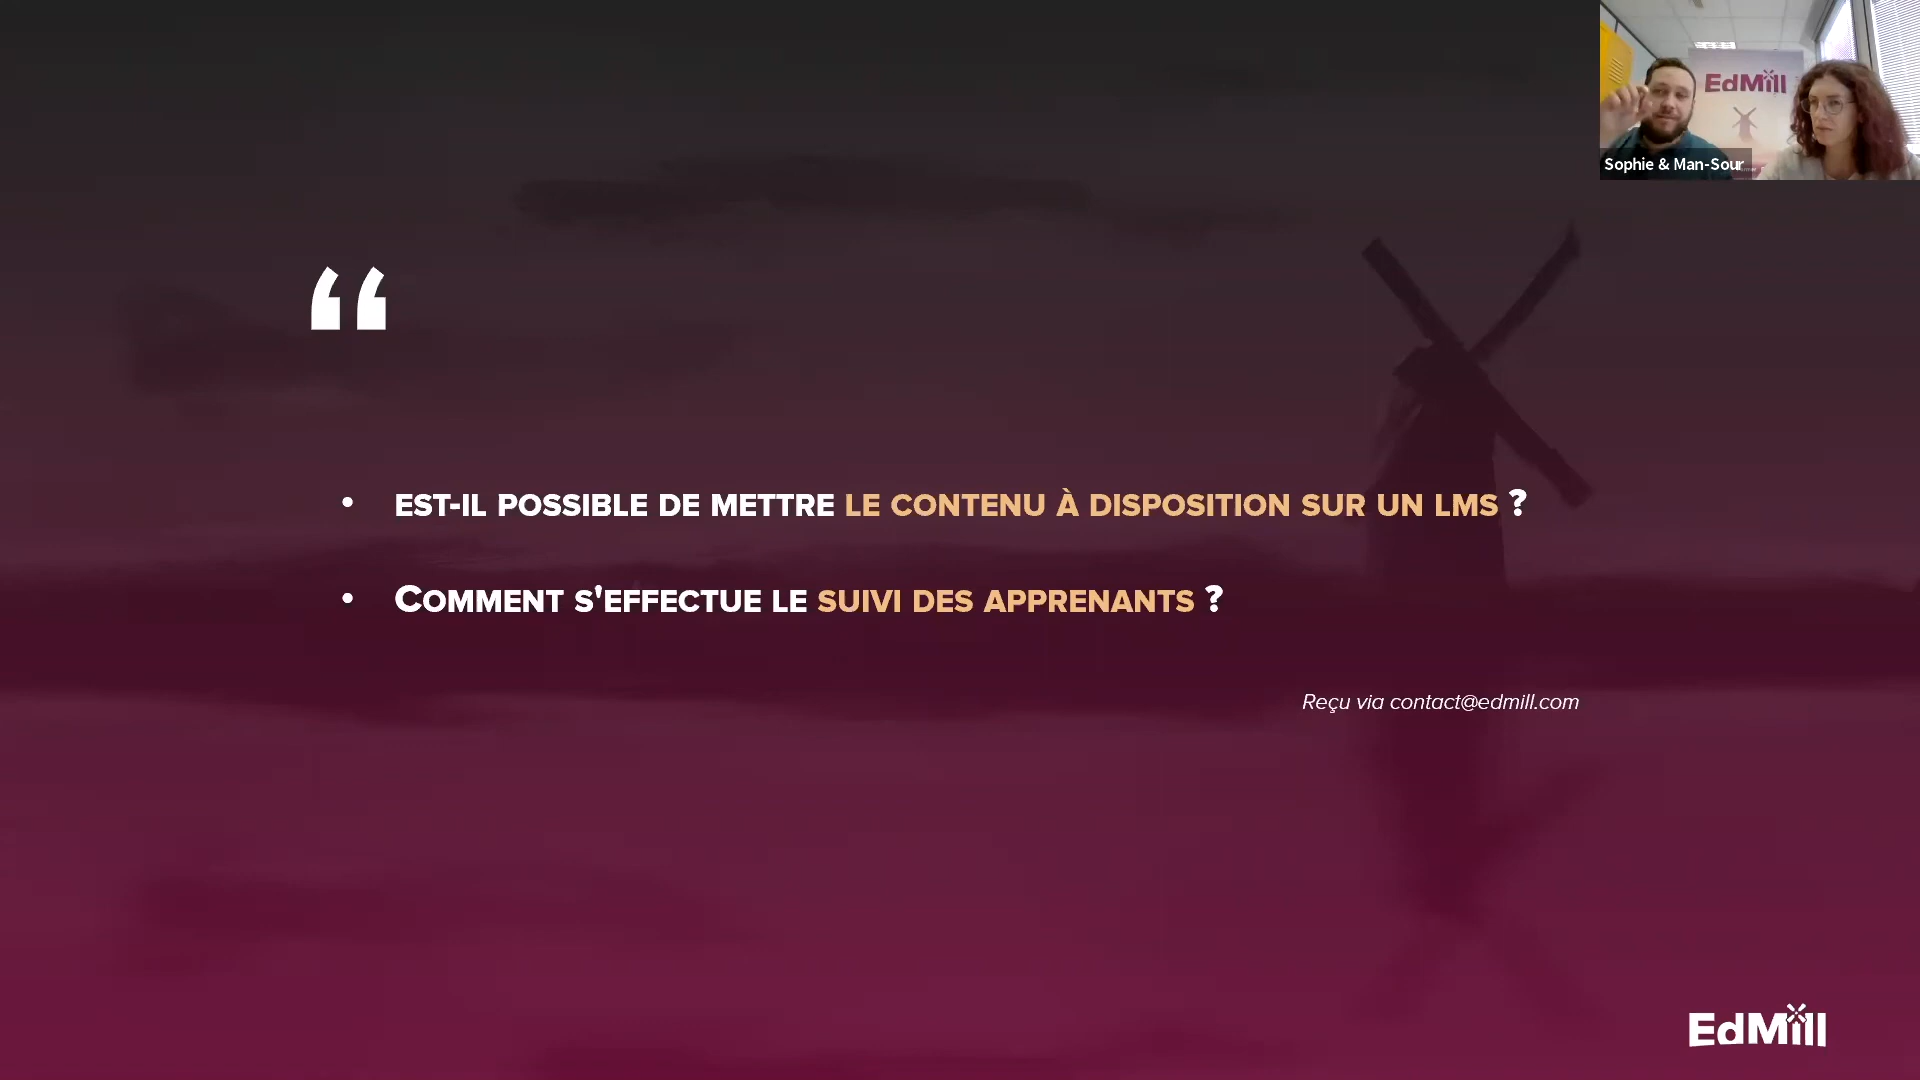 EdMill
Sophie & Man-Sour
“
• EST-IL POSSIBLE DE METTRE LE CONTENU À DISPOSITION SUR UN LMS ?
• COMMENT S'EFFECTUE LE SUIVI DES APPRENANTS ?
Reçu via contact@edmill.com
EdMill